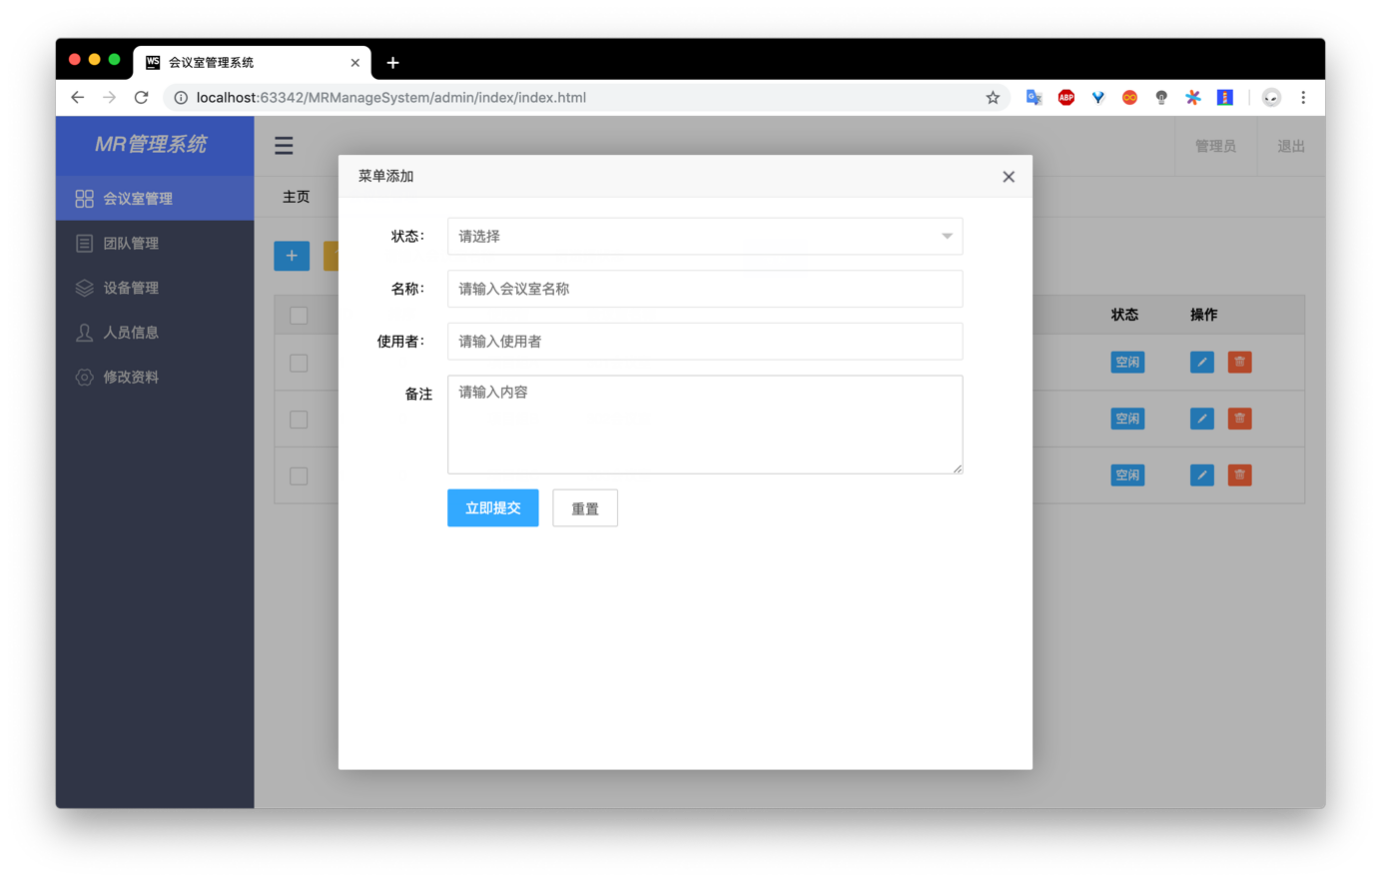 会议室管理系统
localhost:63342/MRManageSystem/admin/index/index.html
ABP
MR管理系统
管理员 退出
会议室管理
团队管理
设备管理
人员信息
修改资料
主页
菜单添加
状态： 请选择
名称： 请输入会议室名称
使用者： 请输入使用者
备注 请输入内容
立即提交 重置
状态 操作
空闲
空闲
空闲